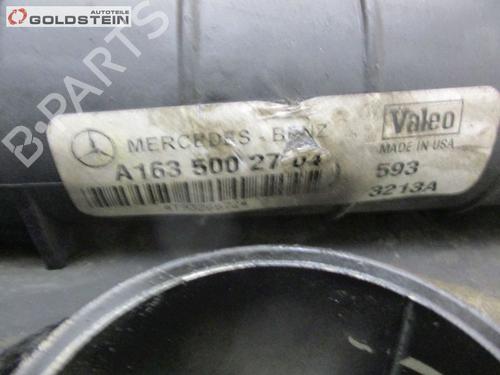 AUTOTEILE
GOLDSTEIN
MERCEDES - BENZ
A163 500 27 04
Valeo
MADE IN USA
593
3213A
B-PARTS